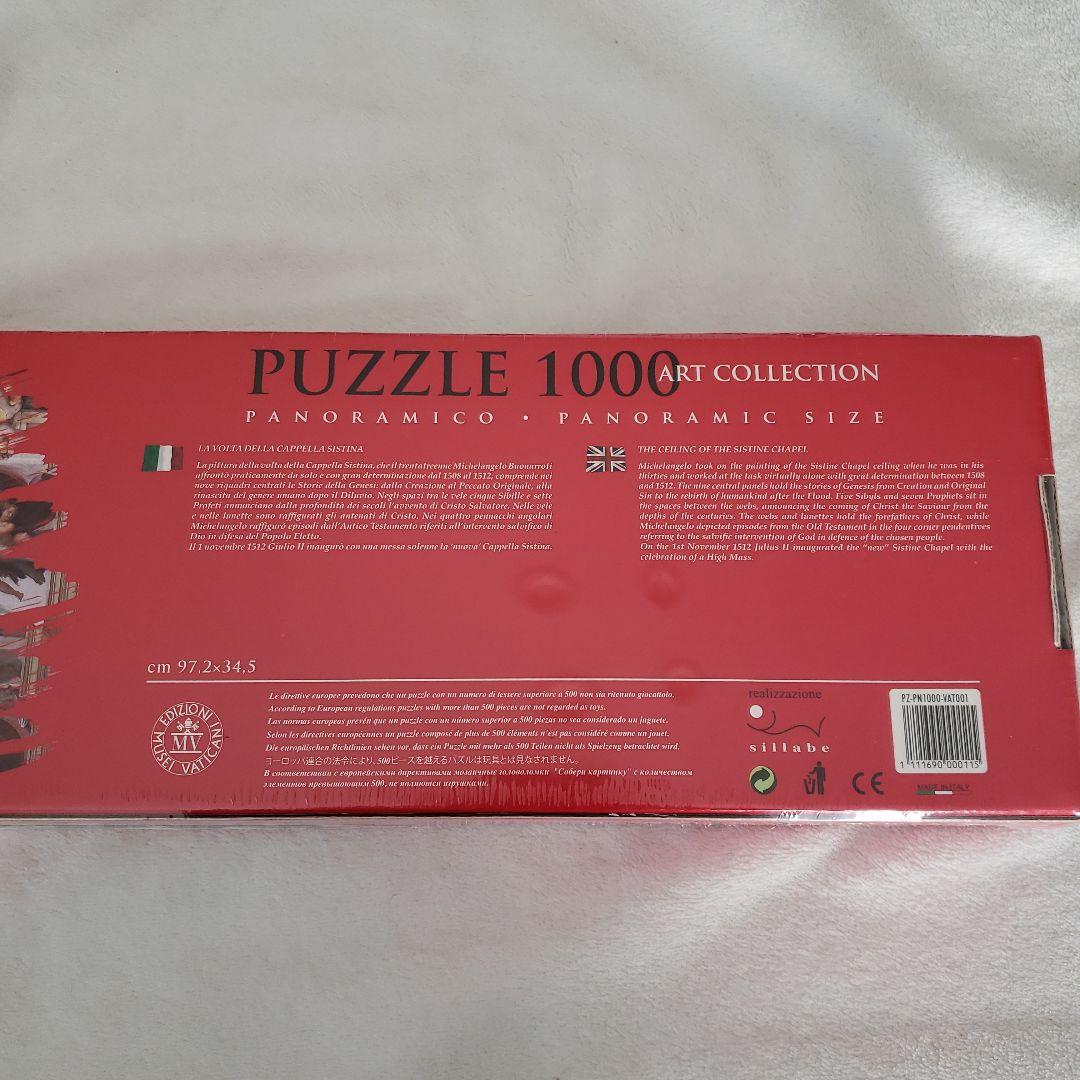 PUZZLE 1000
ART COLLECTION
PANORAMICO • PANORAMIC SIZE
LA VOLTA DELLA CAPPELLA SISTINA
La pittura della volta della Cappella Sistina, che il trentatreenne Michelangelo Buonarroti
affrontò praticamente da solo e con gran determinazione dal 1508 al 1512, comprende nei
nove riquadri centrali le Storie della Genesi: dalla Creazione al Peccato Originale, alla
rinascita del genere umano dopo il Diluvio. Negli spazi tra le vele cinque Sibille e sette
Profeti annunciano dalla profondità dei secoli l'avvento di Cristo Salvatore. Nelle vele
e nelle lunette sono raffigurati gli antenati di Cristo. Nei quattro pennacchi angolari
Michelangelo raffigurò episodi dall'Antico Testamento riferiti all'intervento salvifico di
Dio in difesa del Popolo Eletto.
Il 1 novembre 1512 Giulio II inaugurò con una messa solenne la 'nuova' Cappella Sistina.
THE CEILING OF THE SISTINE CHAPEL
Michelangelo took on the painting of the Sistine Chapel ceiling when he was in his
thirties and worked at the task virtually alone with great determination between 1508
and 1512. The nine central panels hold the stories of Genesis from Creation and Original
Sin to the rebirth of humankind after the Flood. Five Sibyls and seven Prophets sit in
the spaces between the webs, announcing the coming of Christ the Saviour from the
depths of the centuries. The webs and lunettes hold the forefathers of Christ, while
Michelangelo depicted episodes from the Old Testament in the four corner pendentives
referring to the salvific intervention of God in defence of the chosen people.
On the 1st November 1512 Julius II inaugurated the "new" Sistine Chapel with the
celebration of a High Mass.
cm 97,2×34,5
EDIZIONI MUSEI VATICANI
MV
Le direttive europee prevedono che un puzzle con un numero di tessere superiore a 500 non sia ritenuto giocattolo.
According to European regulations puzzles with more than 500 pieces are not regarded as toys.
Las normas europeas prevén que un puzzle con un número superior a 500 piezas no sea considerado un juguete.
Selon les directives européennes un puzzle composé de plus de 500 éléments n'est pas considéré comme un jouet.
Die europäischen Richtlinien sehen vor, dass ein Puzzle mit mehr als 500 Teilen nicht als Spielzeug betrachtet wird.
ヨーロッパ連合の法令により、500ピースを越えるパズルは玩具とは見なされません。
В соответствии с европейскими директивами мозаичные головоломки "Собери картинку" с количеством
элементов превышающим 500, не являются игрушками.
realizzazione
sillabe
CE
PZ-PN1000-VAT001
1 111690 000115
MADE IN ITALY